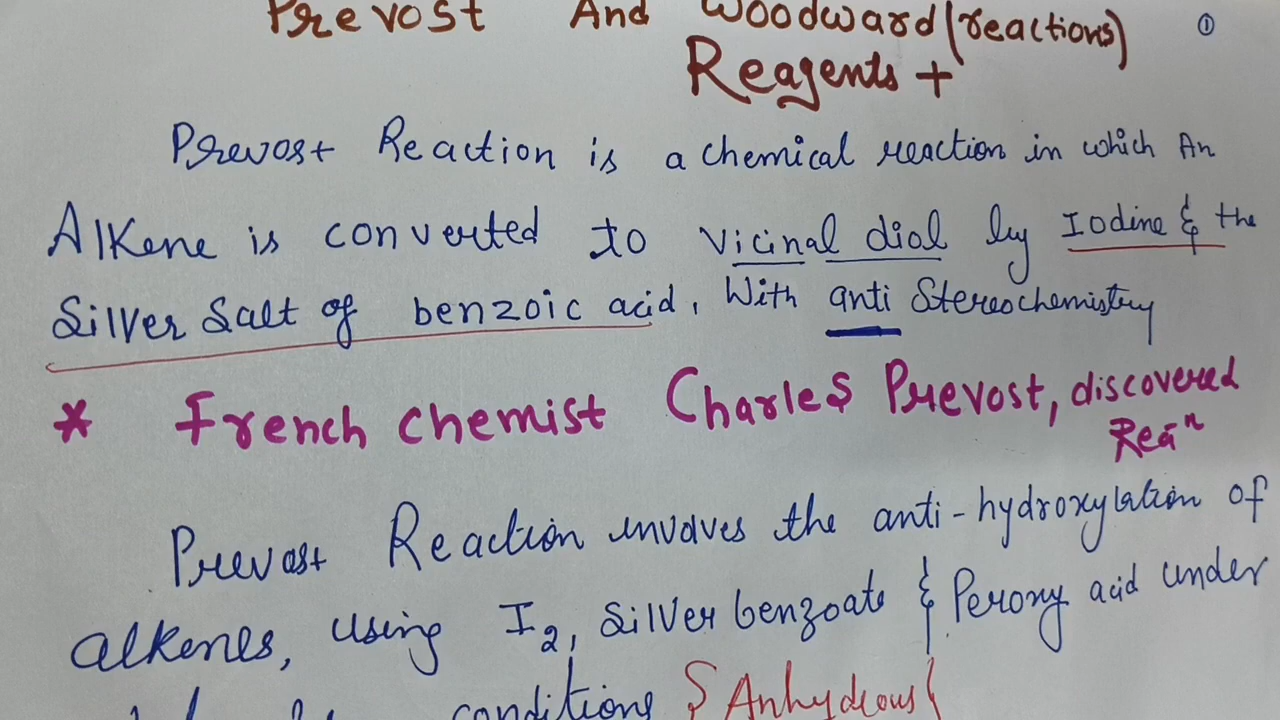 Prevost And Woodward (reactions) ①
Reagents +
Prevost Reaction is a chemical reaction in which An
Alkene is converted to Vicinal dial by Iodine & the
Silver Salt of benzoic acid, With anti Stereochemistry
* French chemist Charles Prevost, discovered
Reaⁿ
Prevost Reaction involves the anti-hydroxylation of
alkenes, using I₂, Silver benzoate & Peroxy acid under
conditions { Anhydrous {